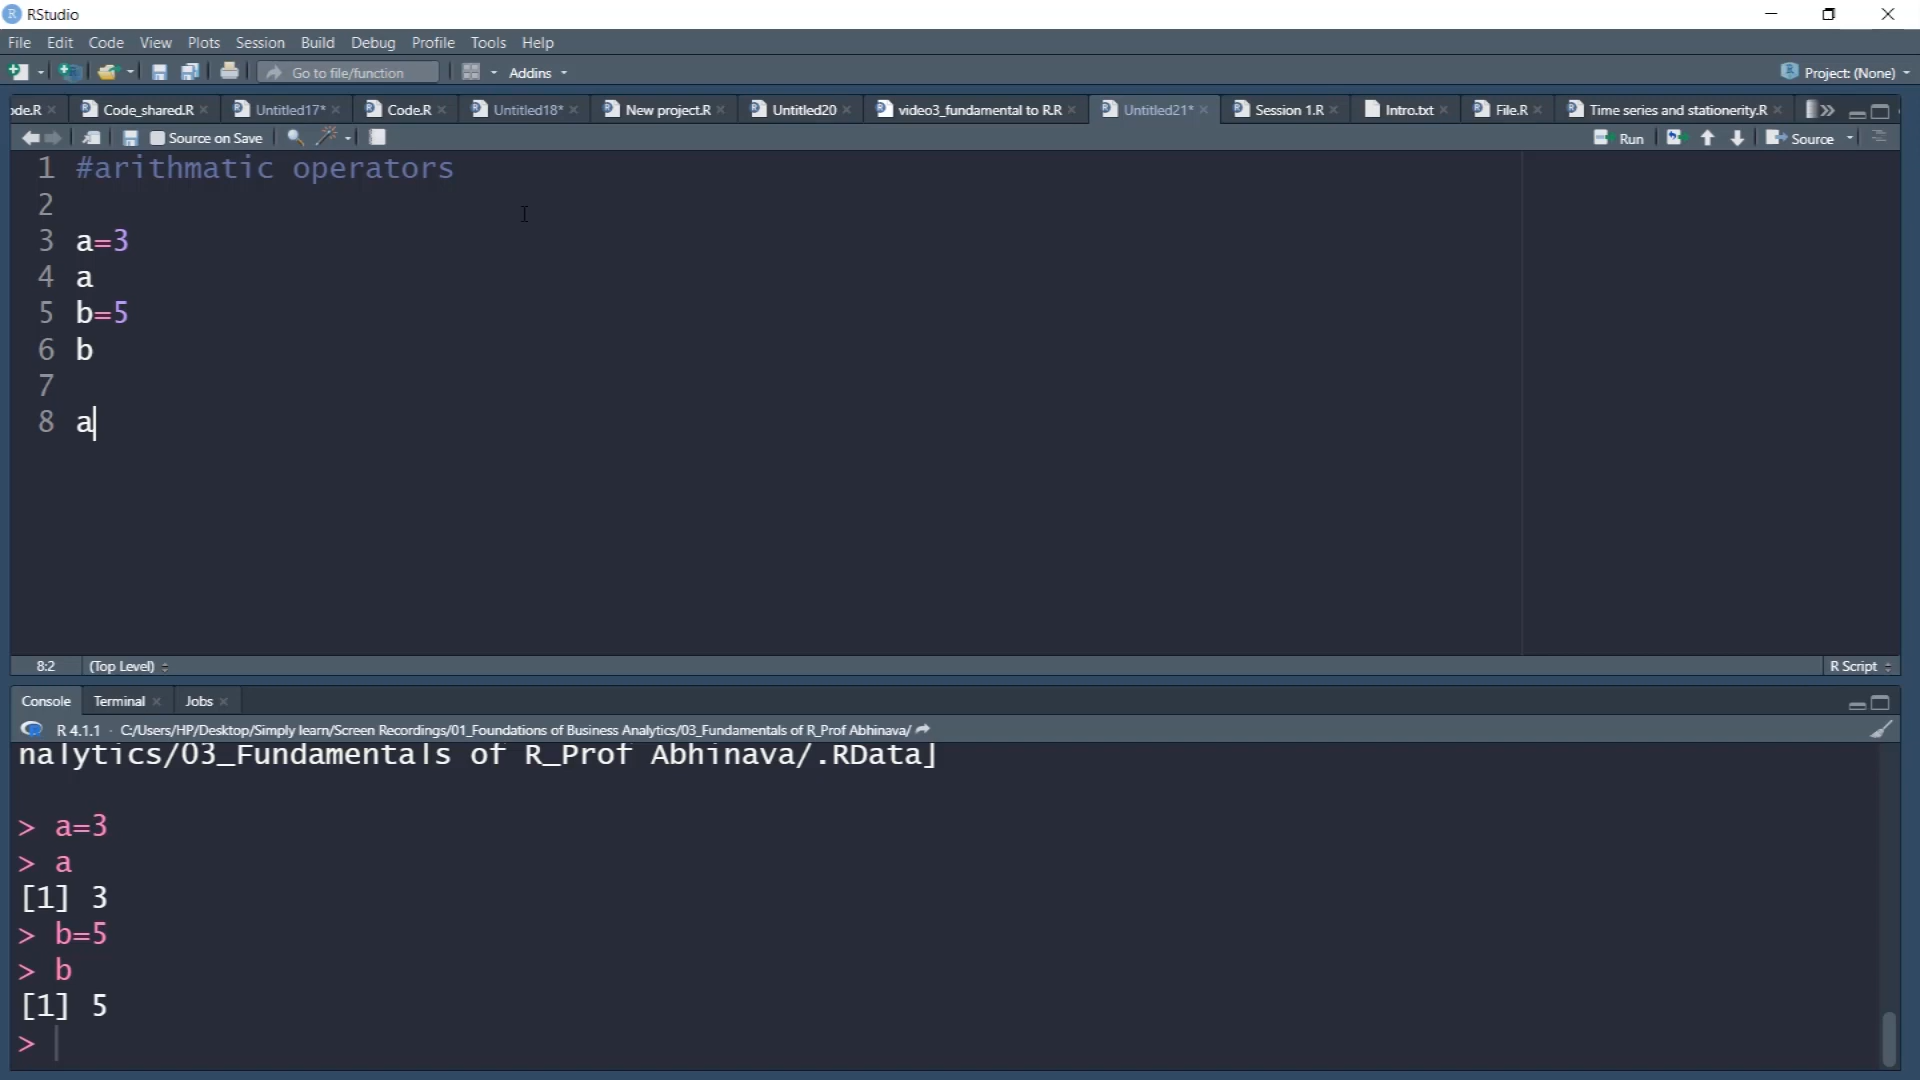 RStudio
File Edit Code View Plots Session Build Debug Profile Tools Help
Go to file/function Addins Project: (None)
ode.R Code_shared.R Untitled17* Code.R Untitled18* New project.R Untitled20 video3_fundamental to R.R Untitled21* Session 1.R Intro.txt File.R Time series and stationerity.R
Source on Save Run Source
1 #arithmatic operators
2
3 a=3
4 a
5 b=5
6 b
7
8 a
8:2 (Top Level) R Script
Console Terminal Jobs
R 4.1.1 · C:/Users/HP/Desktop/Simply learn/Screen Recordings/01_Foundations of Business Analytics/03_Fundamentals of R_Prof Abhinava/
nalytics/03_Fundamentals of R_Prof Abhinava/.RData]
> a=3
> a
[1] 3
> b=5
> b
[1] 5
>